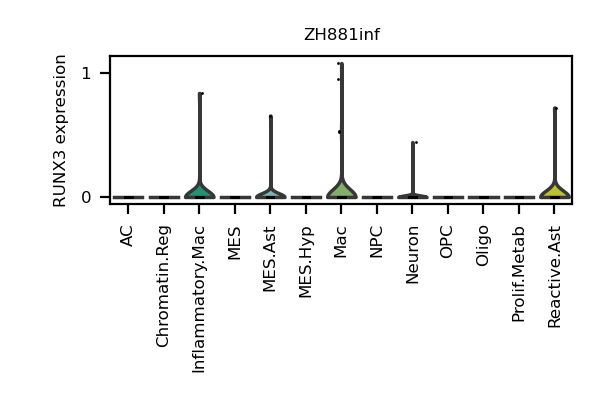 ZH881inf
RUNX3 expression
1
0
AC
Chromatin.Reg
Inflammatory.Mac
MES
MES.Ast
MES.Hyp
Mac
NPC
Neuron
OPC
Oligo
Prolif.Metab
Reactive.Ast